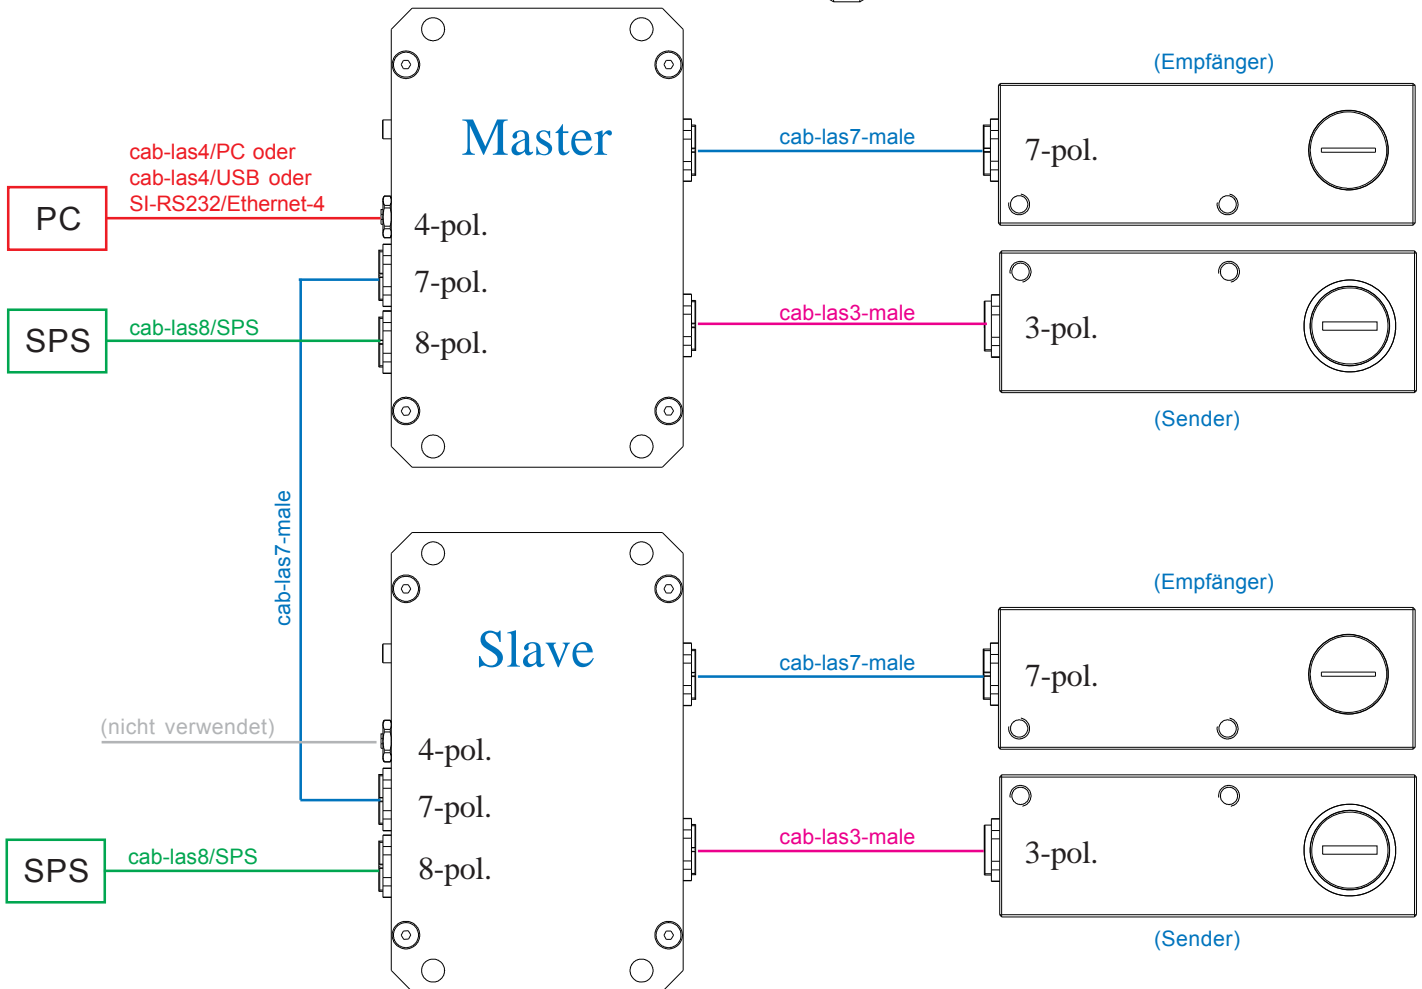 (Empfänger)
Master
cab-las7-male
7-pol.
cab-las4/PC oder
cab-las4/USB oder
SI-RS232/Ethernet-4
PC
4-pol.
7-pol.
SPS
cab-las8/SPS
8-pol.
cab-las3-male
3-pol.
(Sender)
cab-las7-male
(Empfänger)
Slave
cab-las7-male
7-pol.
(nicht verwendet)
4-pol.
7-pol.
SPS
cab-las8/SPS
8-pol.
cab-las3-male
3-pol.
(Sender)